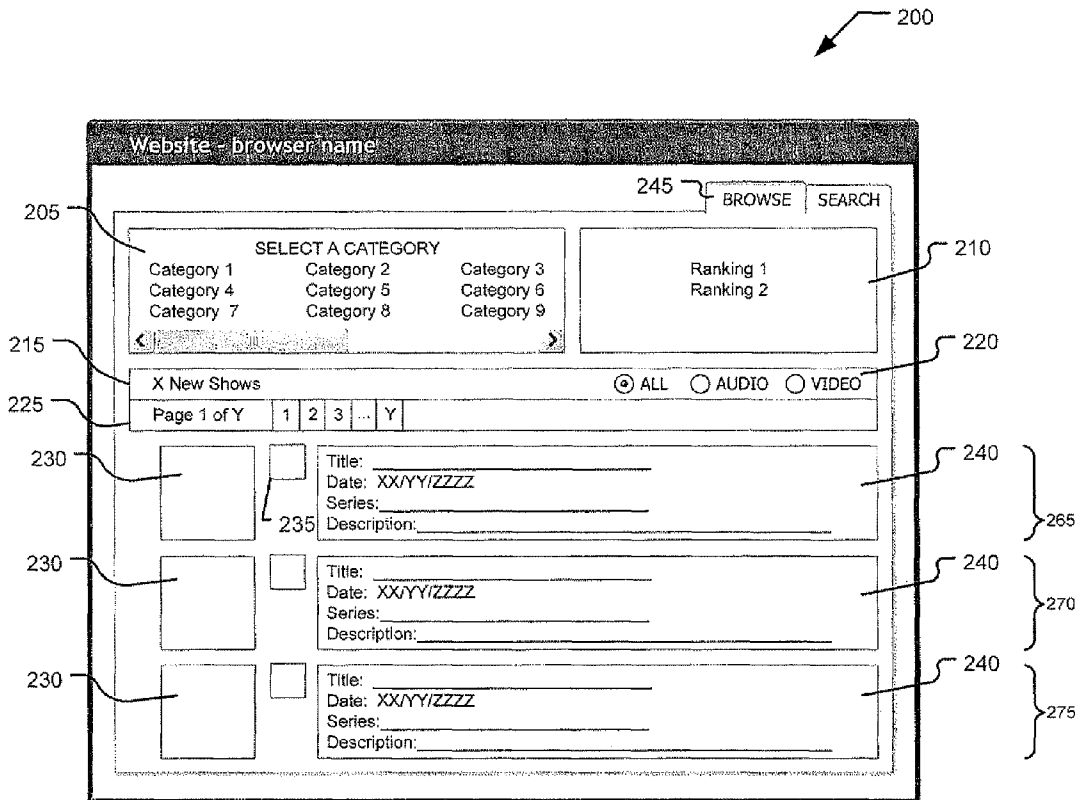 200
Website - browser name
245
BROWSE SEARCH
205
SELECT A CATEGORY
Category 1 Category 2 Category 3
Category 4 Category 5 Category 6
Category 7 Category 8 Category 9
Ranking 1
Ranking 2
210
215
X New Shows
ALL AUDIO VIDEO
220
225
Page 1 of Y 1 2 3 ... Y
230
235
Title:
Date: XX/YY/ZZZZ
Series:
Description:
240
265
230
Title:
Date: XX/YY/ZZZZ
Series:
Description:
240
270
230
Title:
Date: XX/YY/ZZZZ
Series:
Description:
240
275